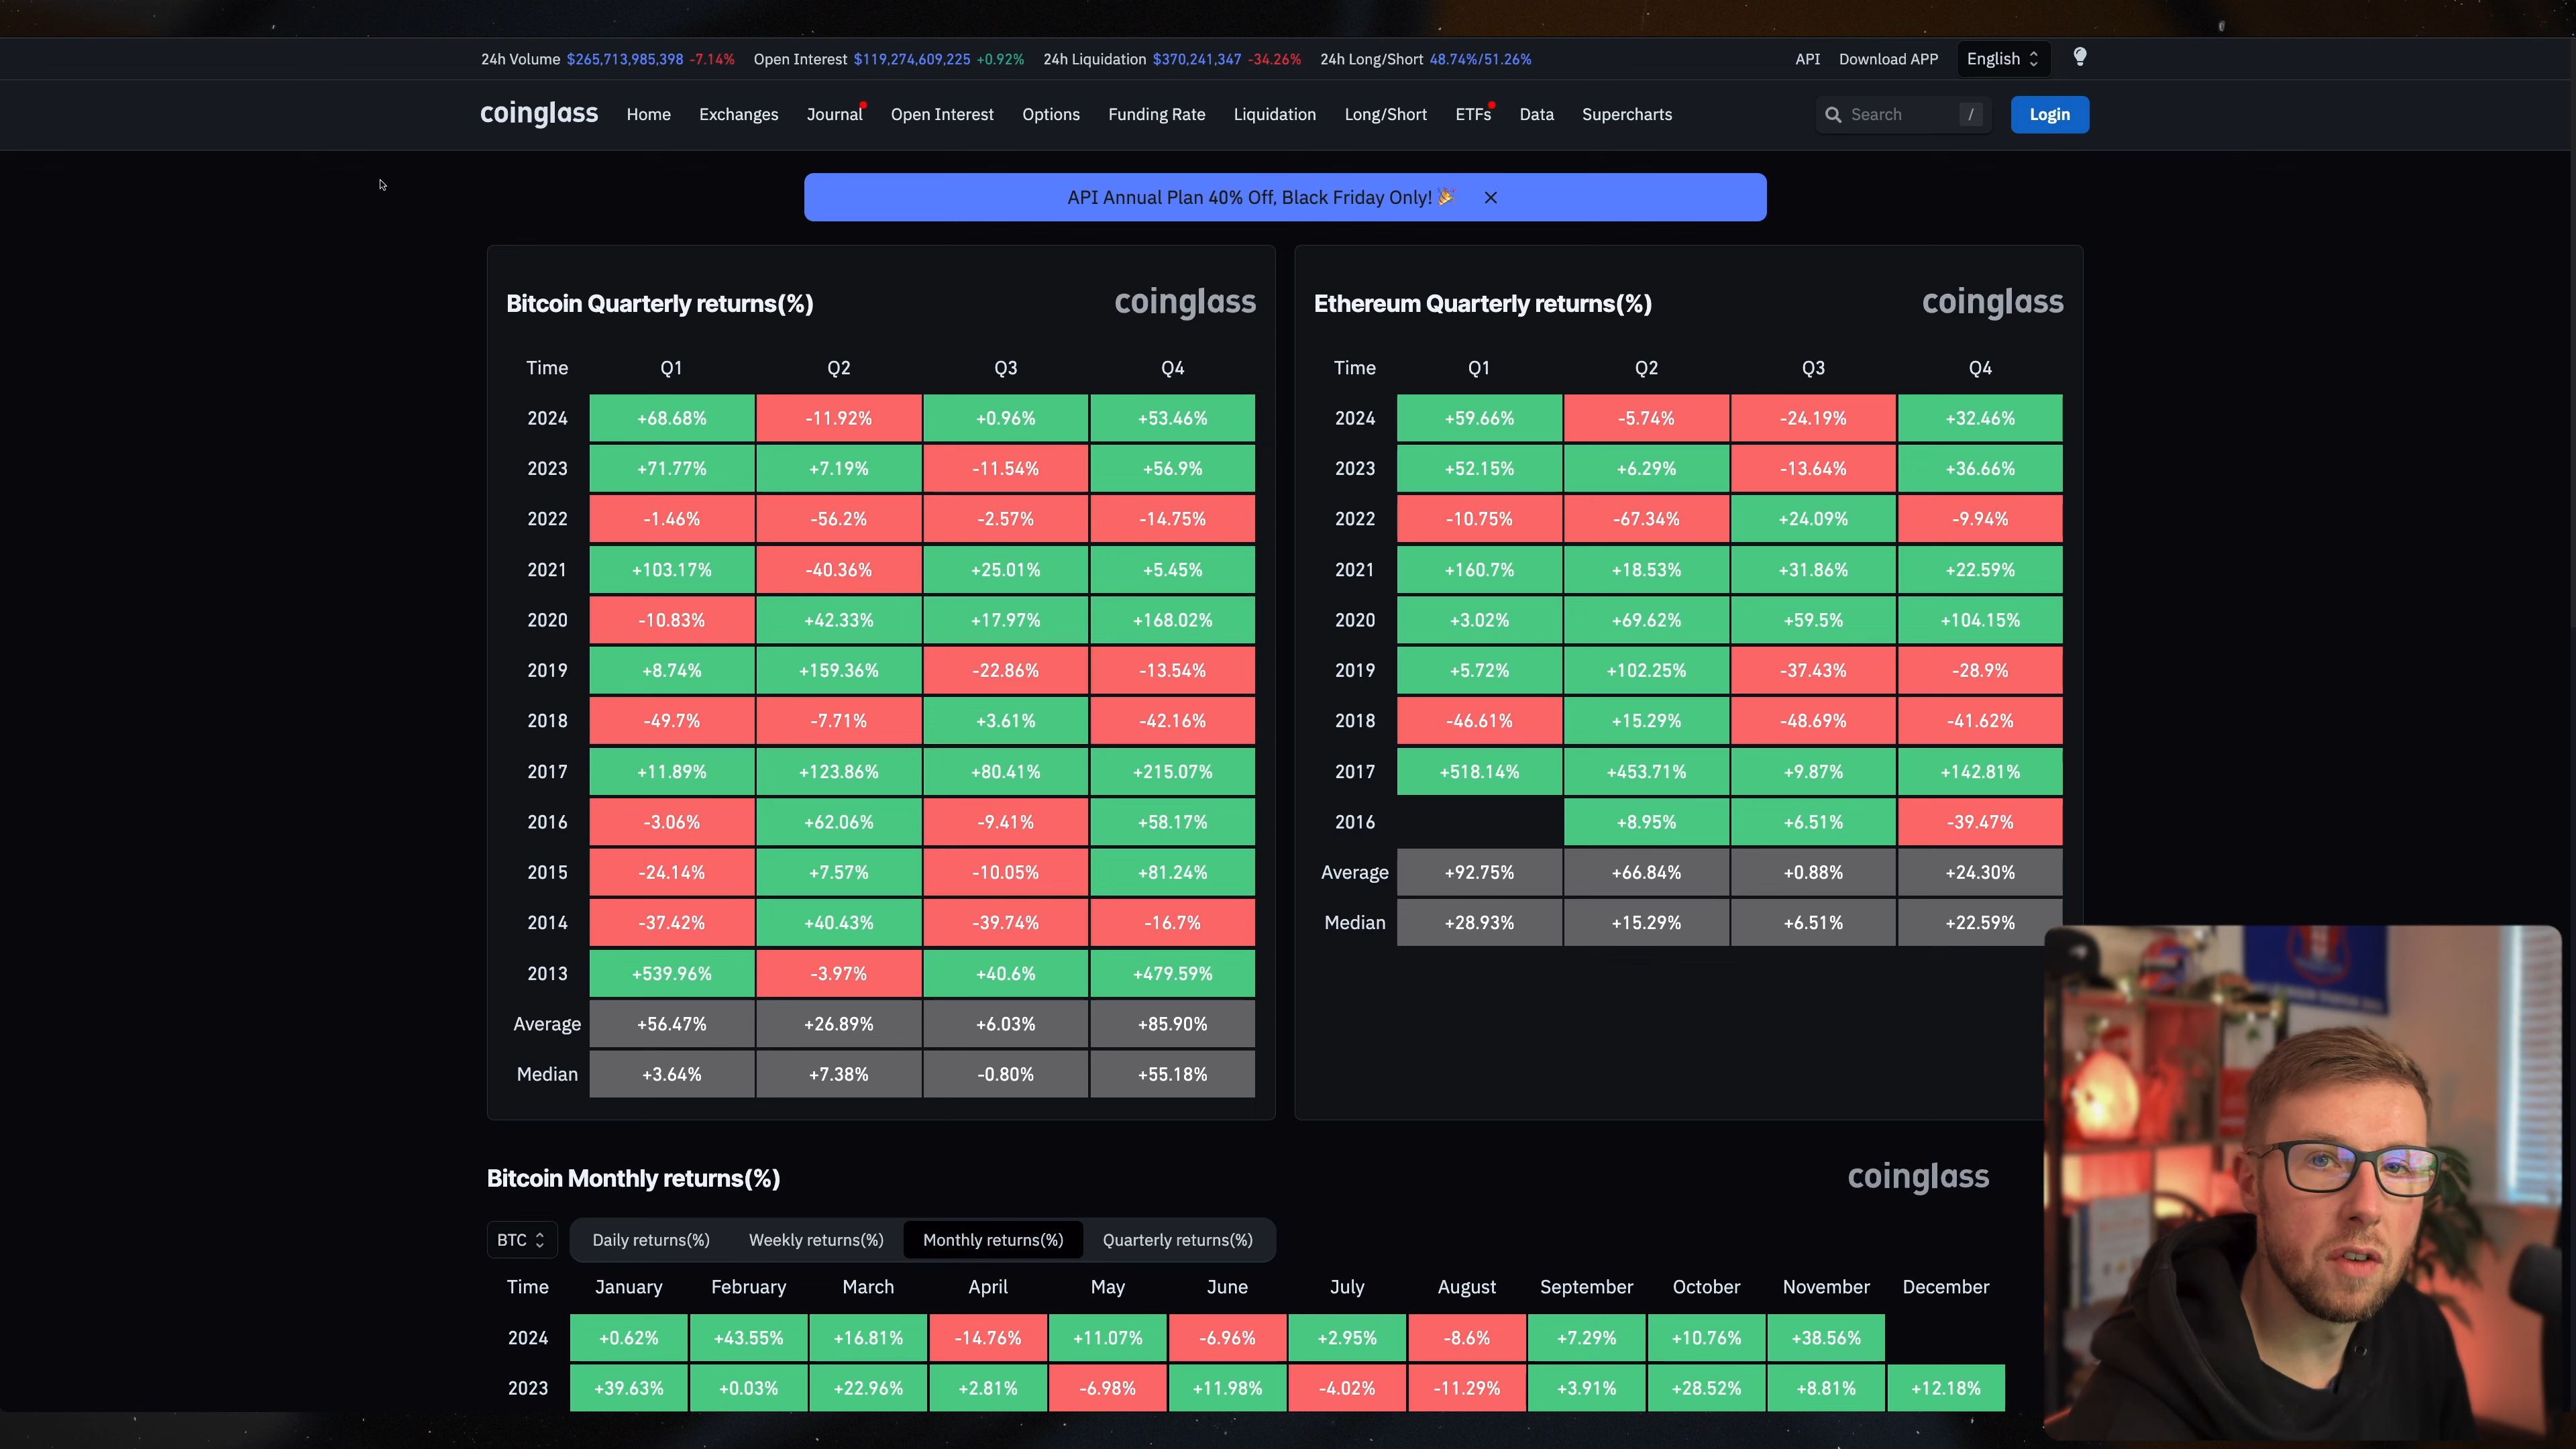 24h Volume $265,713,985,398 -7.14% Open Interest $119,274,609,225 +0.92% 24h Liquidation $370,241,347 -34.26% 24h Long/Short 48.74%/51.26% API Download APP English
coinglass Home Exchanges Journal Open Interest Options Funding Rate Liquidation Long/Short ETFs Data Supercharts Search / Login
API Annual Plan 40% Off, Black Friday Only! 🎉
Bitcoin Quarterly returns(%) coinglass
Time Q1 Q2 Q3 Q4
2024 +68.68% -11.92% +0.96% +53.46%
2023 +71.77% +7.19% -11.54% +56.9%
2022 -1.46% -56.2% -2.57% -14.75%
2021 +103.17% -40.36% +25.01% +5.45%
2020 -10.83% +42.33% +17.97% +168.02%
2019 +8.74% +159.36% -22.86% -13.54%
2018 -49.7% -7.71% +3.61% -42.16%
2017 +11.89% +123.86% +80.41% +215.07%
2016 -3.06% +62.06% -9.41% +58.17%
2015 -24.14% +7.57% -10.05% +81.24%
2014 -37.42% +40.43% -39.74% -16.7%
2013 +539.96% -3.97% +40.6% +479.59%
Average +56.47% +26.89% +6.03% +85.90%
Median +3.64% +7.38% -0.80% +55.18%
Ethereum Quarterly returns(%) coinglass
Time Q1 Q2 Q3 Q4
2024 +59.66% -5.74% -24.19% +32.46%
2023 +52.15% +6.29% -13.64% +36.66%
2022 -10.75% -67.34% +24.09% -9.94%
2021 +160.7% +18.53% +31.86% +22.59%
2020 +3.02% +69.62% +59.5% +104.15%
2019 +5.72% +102.25% -37.43% -28.9%
2018 -46.61% +15.29% -48.69% -41.62%
2017 +518.14% +453.71% +9.87% +142.81%
2016 +8.95% +6.51% -39.47%
Average +92.75% +66.84% +0.88% +24.30%
Median +28.93% +15.29% +6.51% +22.59%
Bitcoin Monthly returns(%) coinglass
BTC Daily returns(%) Weekly returns(%) Monthly returns(%) Quarterly returns(%)
Time January February March April May June July August September October November December
2024 +0.62% +43.55% +16.81% -14.76% +11.07% -6.96% +2.95% -8.6% +7.29% +10.76% +38.56%
2023 +39.63% +0.03% +22.96% +2.81% -6.98% +11.98% -4.02% -11.29% +3.91% +28.52% +8.81% +12.18%